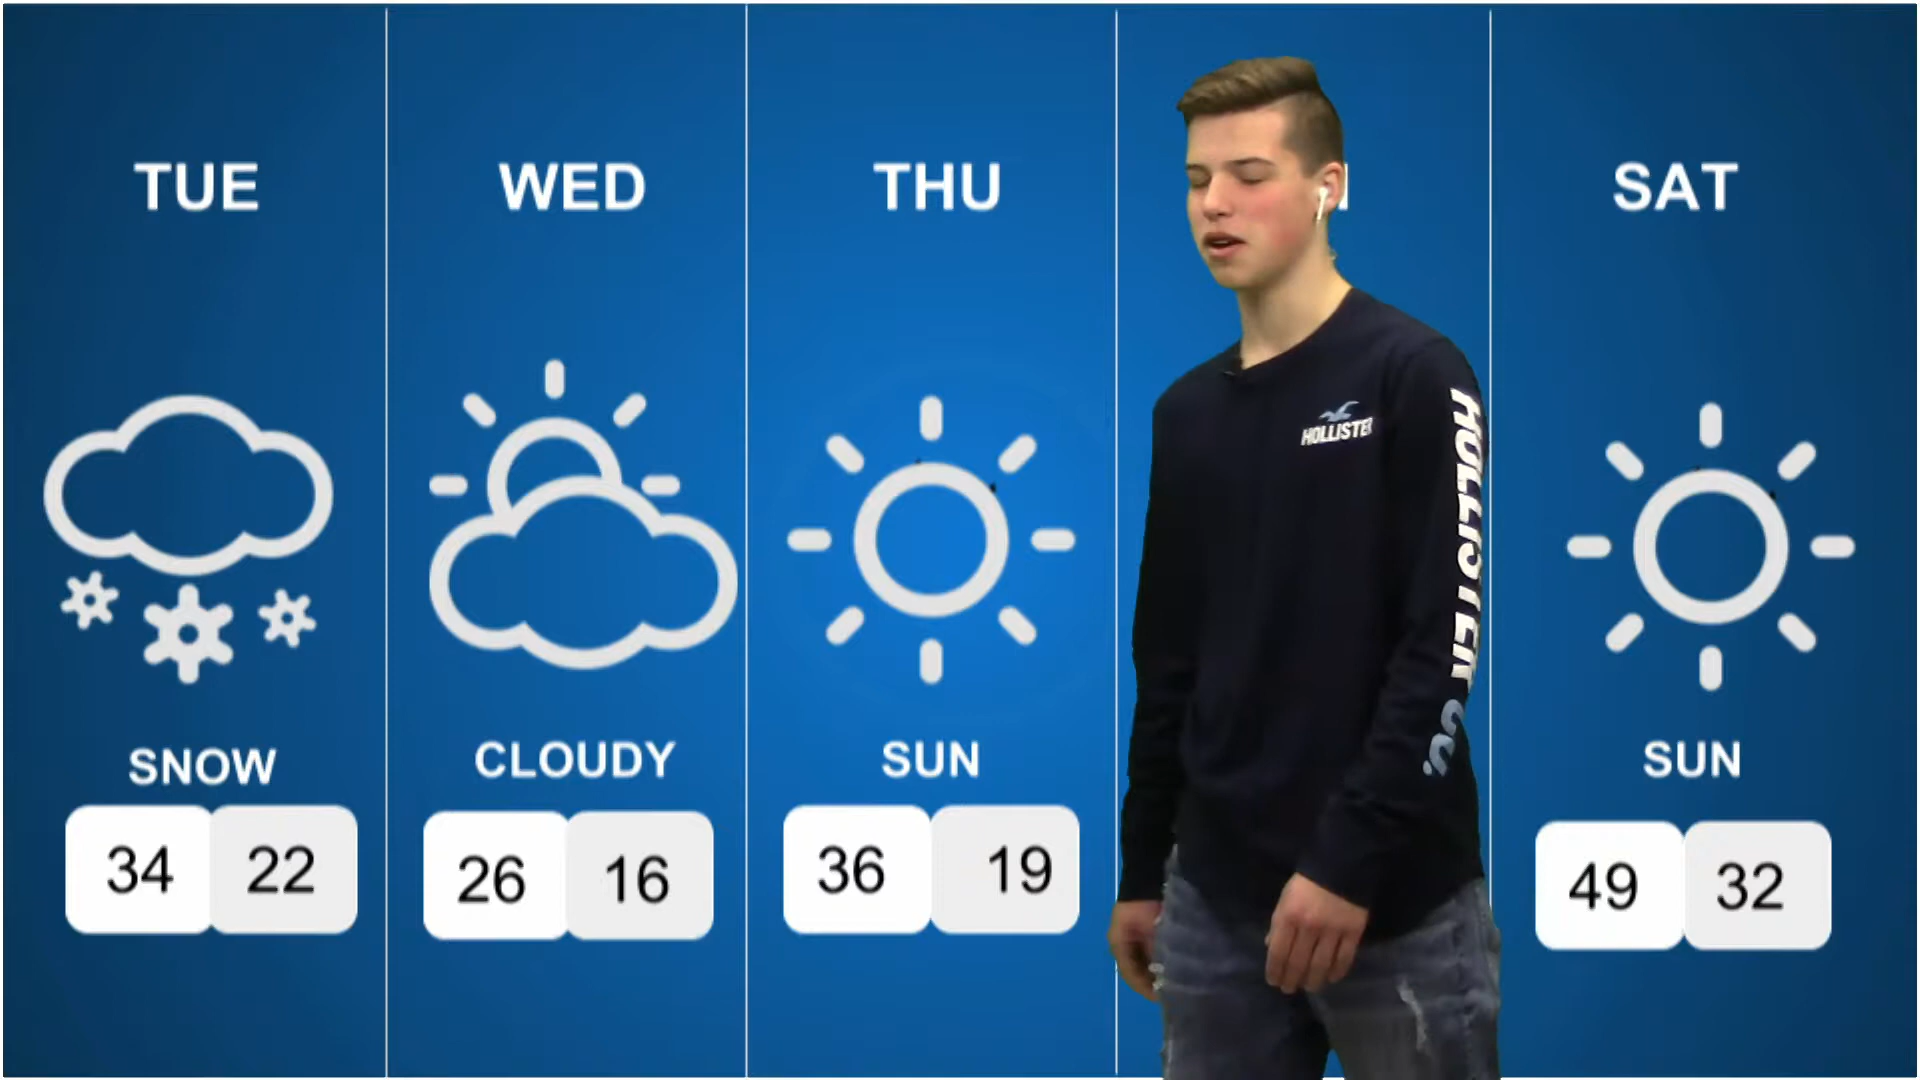 TUE
WED
THU
SAT
SNOW
CLOUDY
SUN
SUN
34 22
26 16
36 19
49 32
HOLLISTER
HOLLISTER CO.